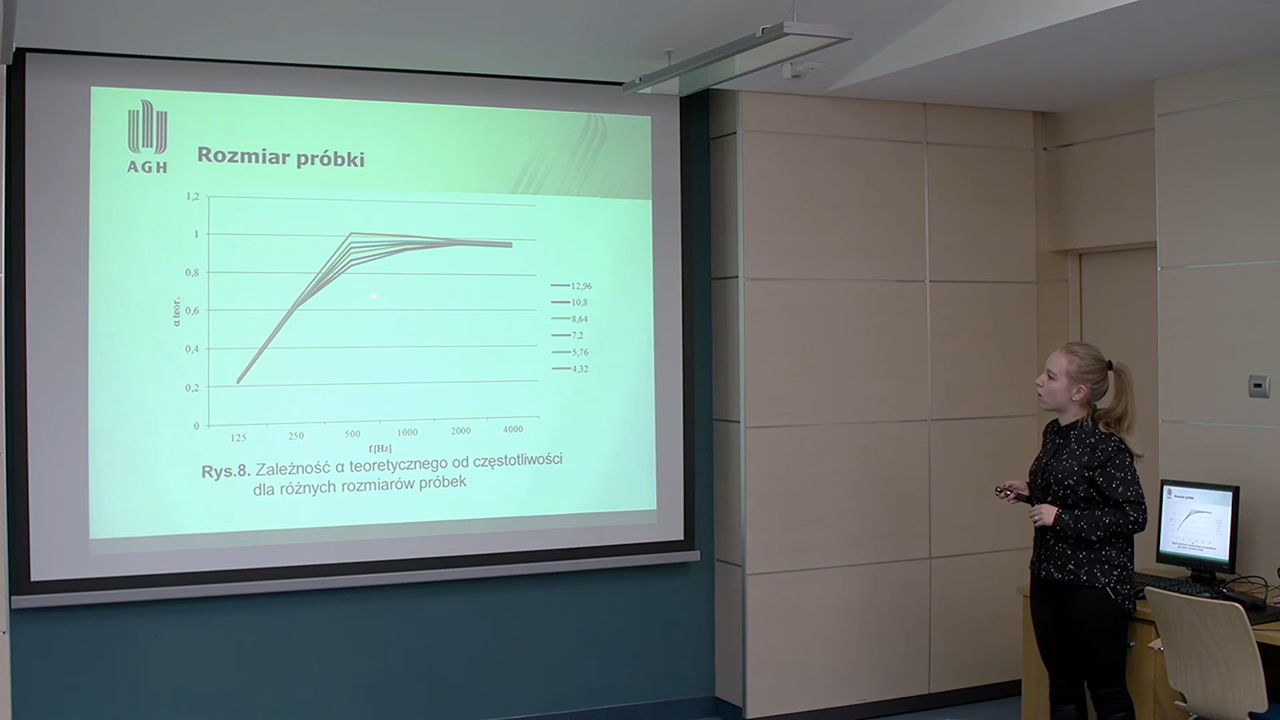 AGH
Rozmiar próbki
1,2
1
0,8
0,6
0,4
0,2
0
α teor.
125 250 500 1000 2000 4000
f [Hz]
12,96
10,8
8,64
7,2
5,76
4,32
Rys.8. Zależność α teoretycznego od częstotliwości
dla różnych rozmiarów próbek
Rozmiar próbki